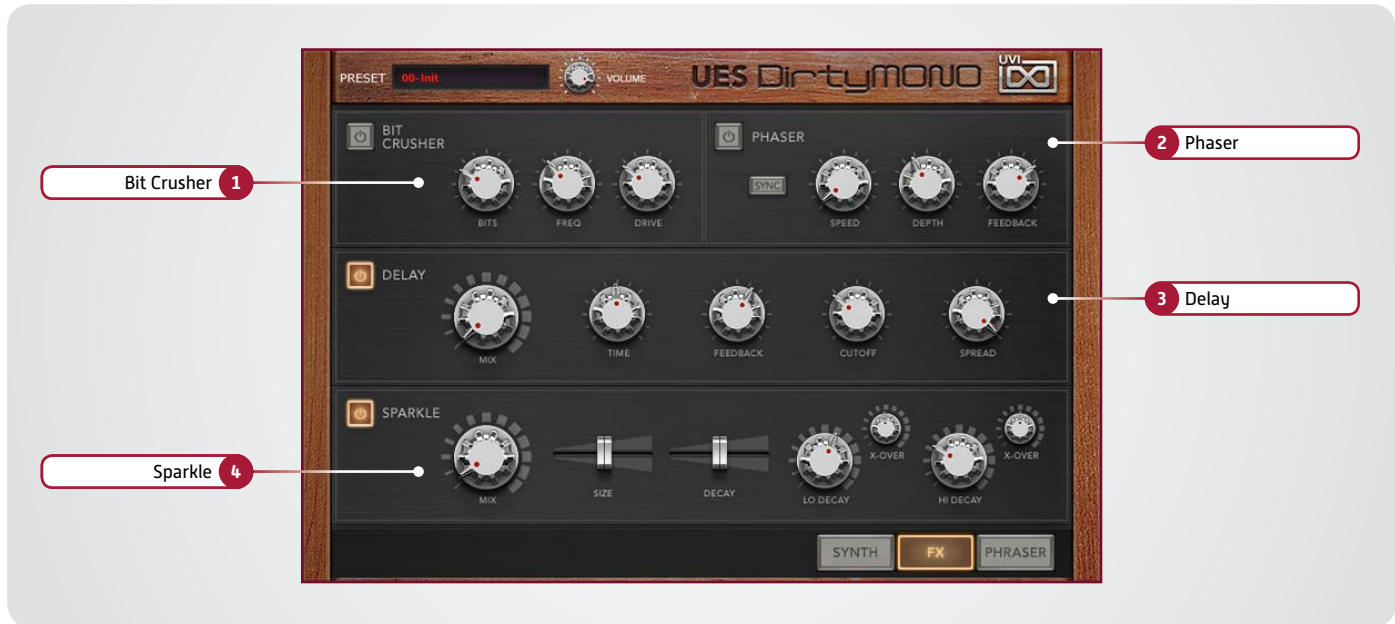 PRESET 00-Init VOLUME UES DirtyMONO UVI
BIT
CRUSHER
BITS FREQ DRIVE
Bit Crusher 1
PHASER
SYNC
SPEED DEPTH FEEDBACK
2 Phaser
DELAY
MIX TIME FEEDBACK CUTOFF SPREAD
3 Delay
SPARKLE
MIX SIZE DECAY LO DECAY X-OVER HI DECAY X-OVER
Sparkle 4
SYNTH FX PHRASER